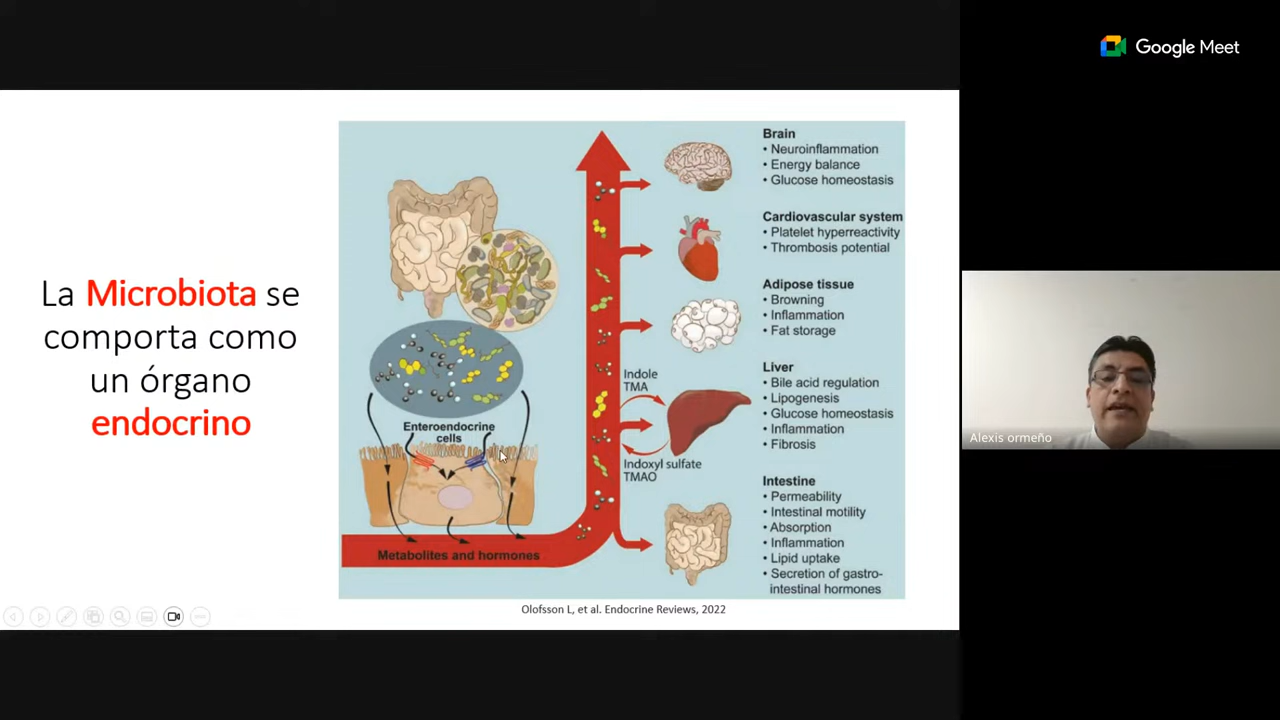 Google Meet
La Microbiota se
comporta como
un órgano
endocrino
Enteroendocrine
cells
Metabolites and hormones
Indole
TMA
Indoxyl sulfate
TMAO
Brain
• Neuroinflammation
• Energy balance
• Glucose homeostasis
Cardiovascular system
• Platelet hyperreactivity
• Thrombosis potential
Adipose tissue
• Browning
• Inflammation
• Fat storage
Liver
• Bile acid regulation
• Lipogenesis
• Glucose homeostasis
• Inflammation
• Fibrosis
Intestine
• Permeability
• Intestinal motility
• Absorption
• Inflammation
• Lipid uptake
• Secretion of gastro-
intestinal hormones
Olofsson L, et al. Endocrine Reviews, 2022
Alexis ormeño